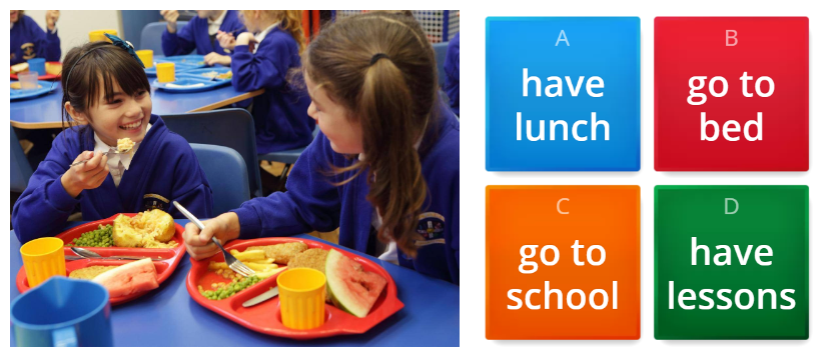 A
have
lunch
B
go to
bed
C
go to
school
D
have
lessons